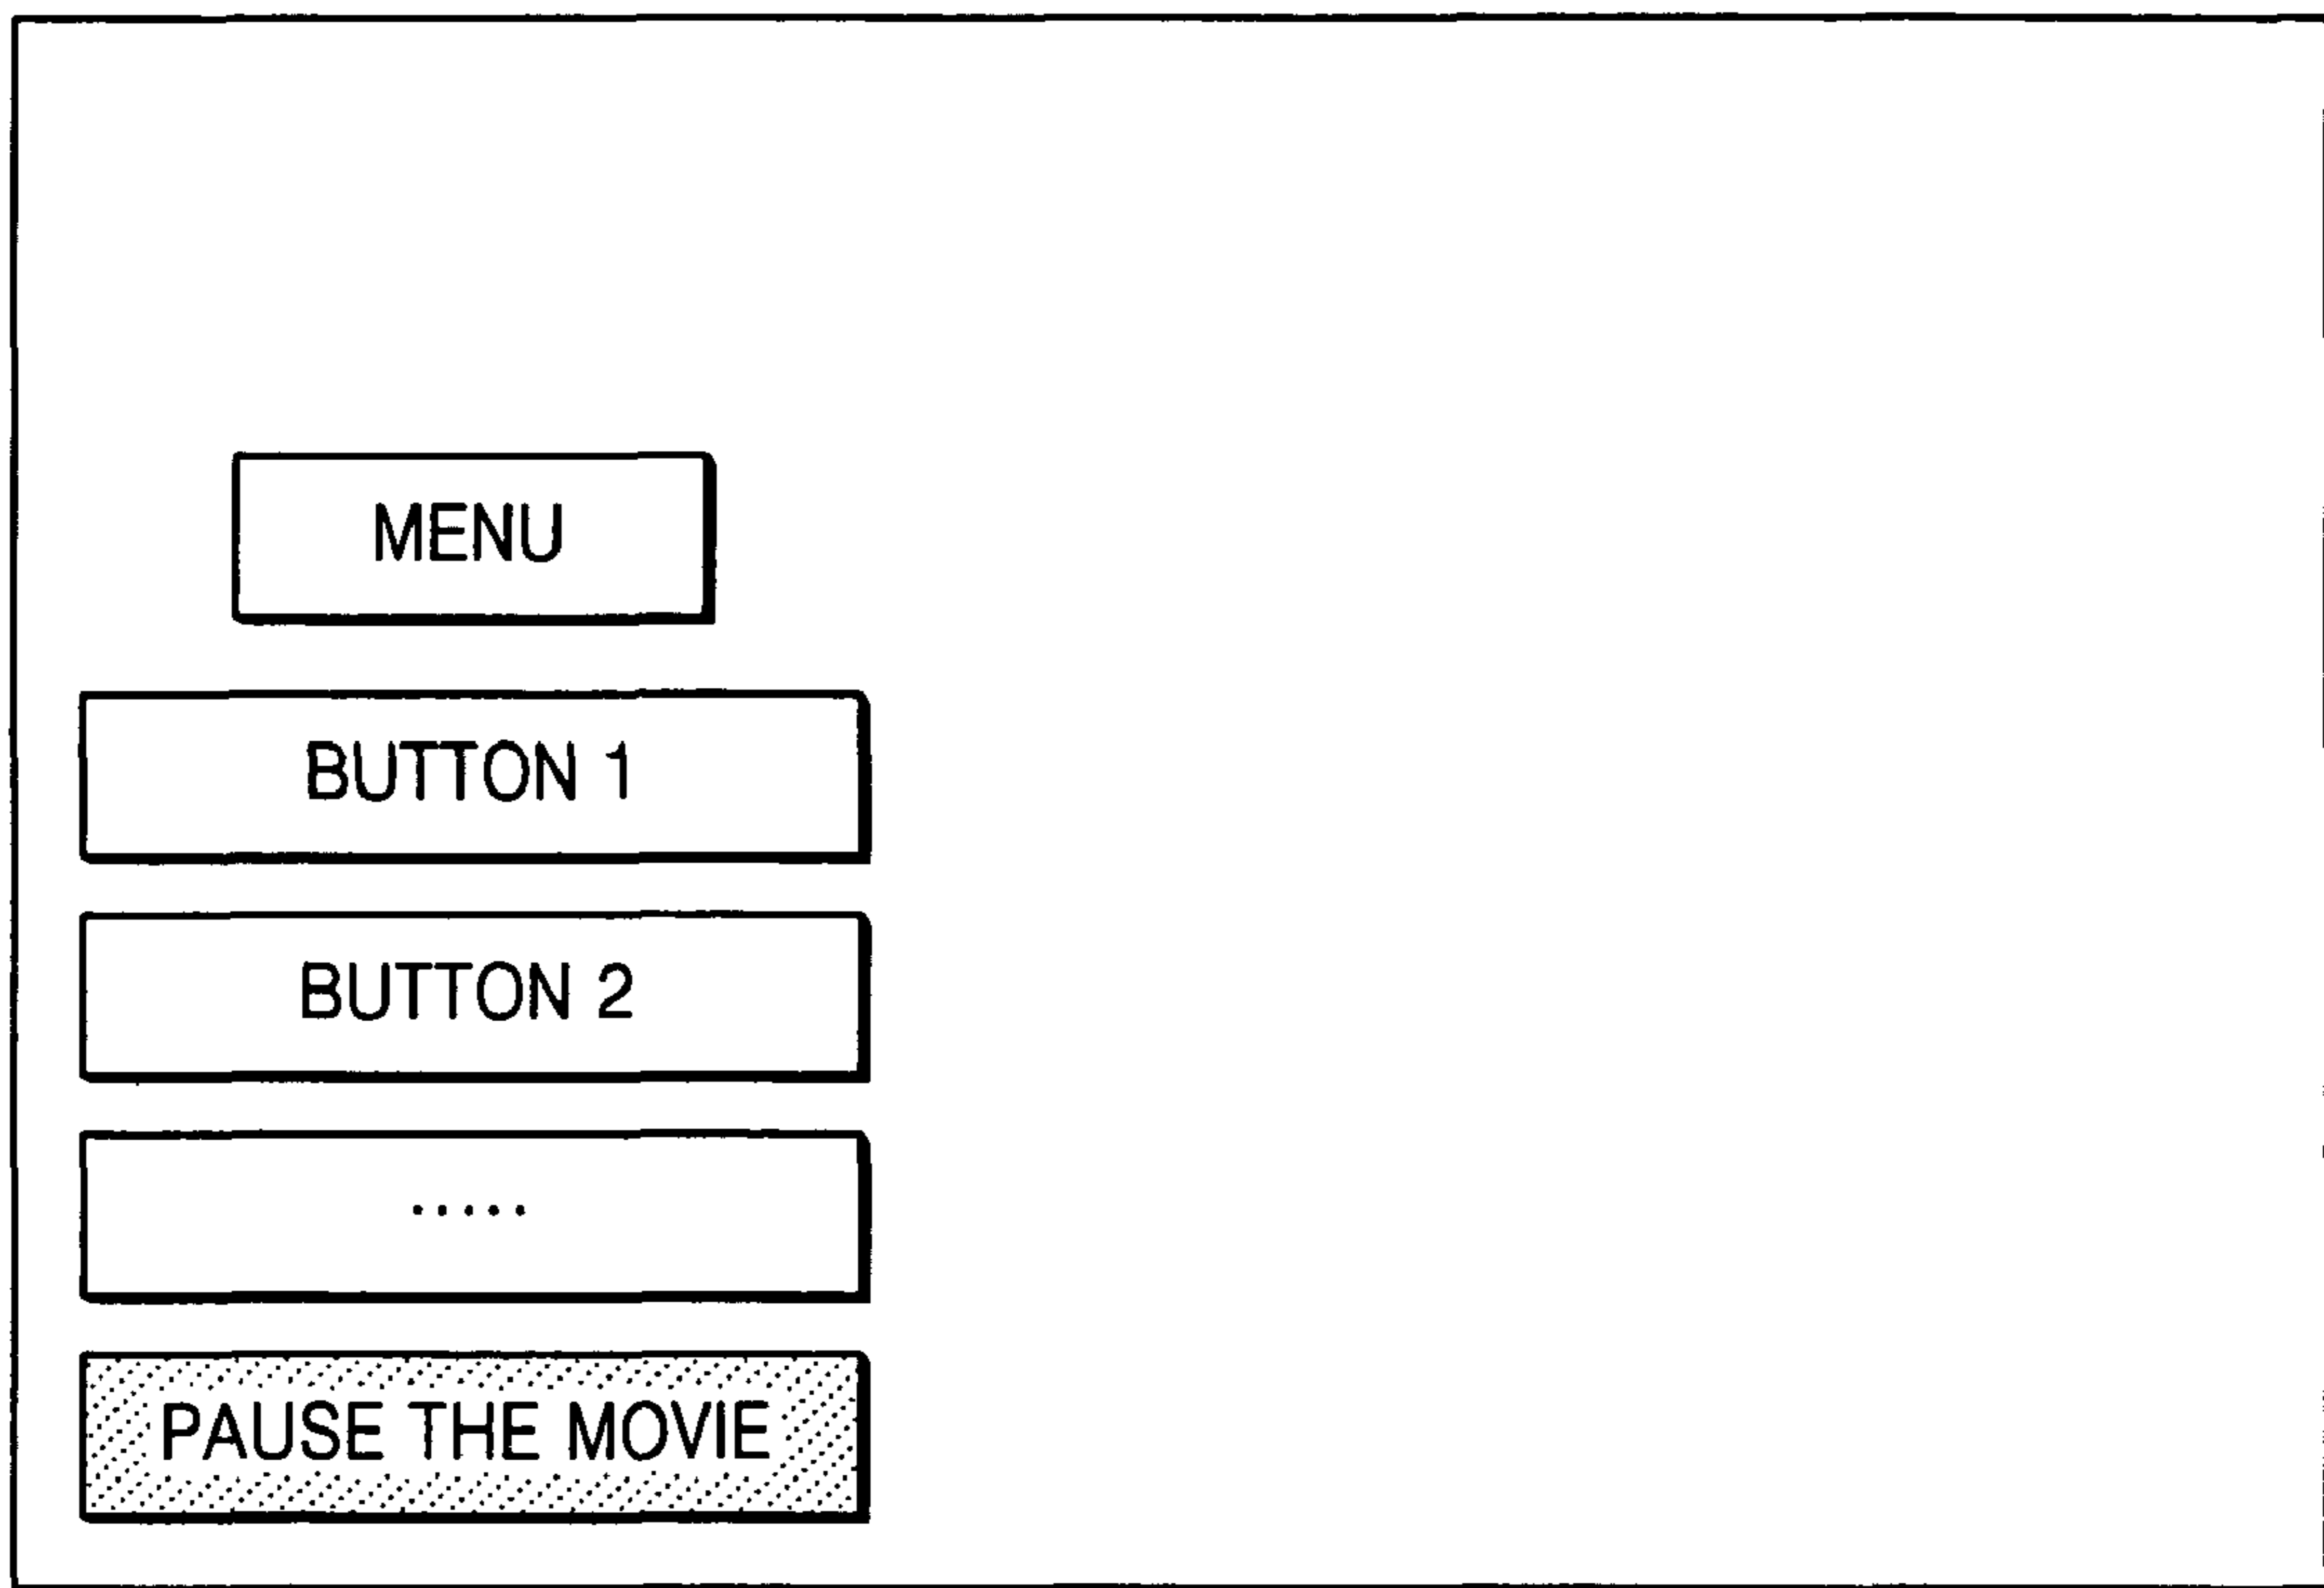 MENU
BUTTON 1
BUTTON 2
.....
PAUSE THE MOVIE